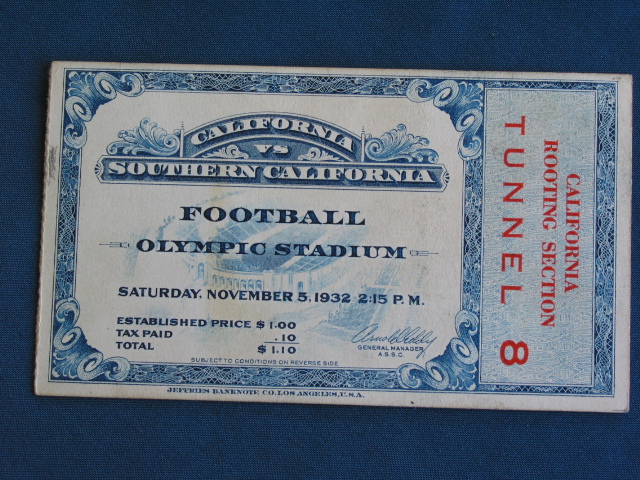 CALIFORNIA
VS
SOUTHERN CALIFORNIA
FOOTBALL
OLYMPIC STADIUM
SATURDAY, NOVEMBER 5, 1932 2:15 P.M.
ESTABLISHED PRICE $1.00
TAX PAID .10
TOTAL $1.10
GENERAL MANAGER
A.S.S.C.
SUBJECT TO CONDITIONS ON REVERSE SIDE
JEFFRIES BANKNOTE CO. LOS ANGELES, U.S.A.
CALIFORNIA
ROOTING SECTION
TUNNEL 8